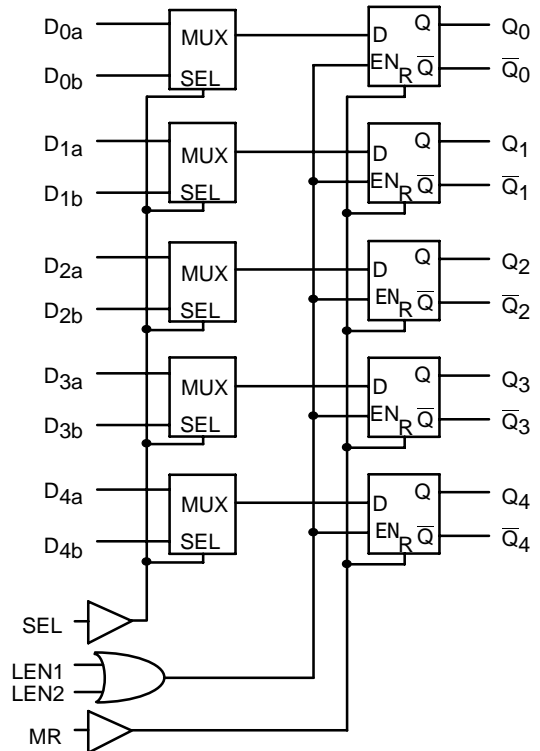 D0a MUX D Q Q0
D0b SEL EN R Q̅ Q̅0
D1a MUX D Q Q1
D1b SEL EN R Q̅ Q̅1
D2a MUX D Q Q2
D2b SEL EN R Q̅ Q̅2
D3a MUX D Q Q3
D3b SEL EN R Q̅ Q̅3
D4a MUX D Q Q4
D4b SEL EN R Q̅ Q̅4
SEL
LEN1
LEN2
MR